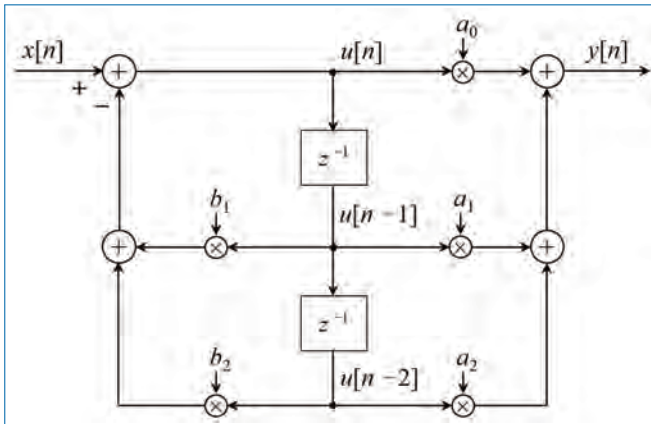 x[n]
+
−
+
u[n]
a₀
×
+
y[n]
z⁻¹
b₁
u[n −1]
a₁
+
×
×
+
z⁻¹
b₂
u[n −2]
a₂
×
×